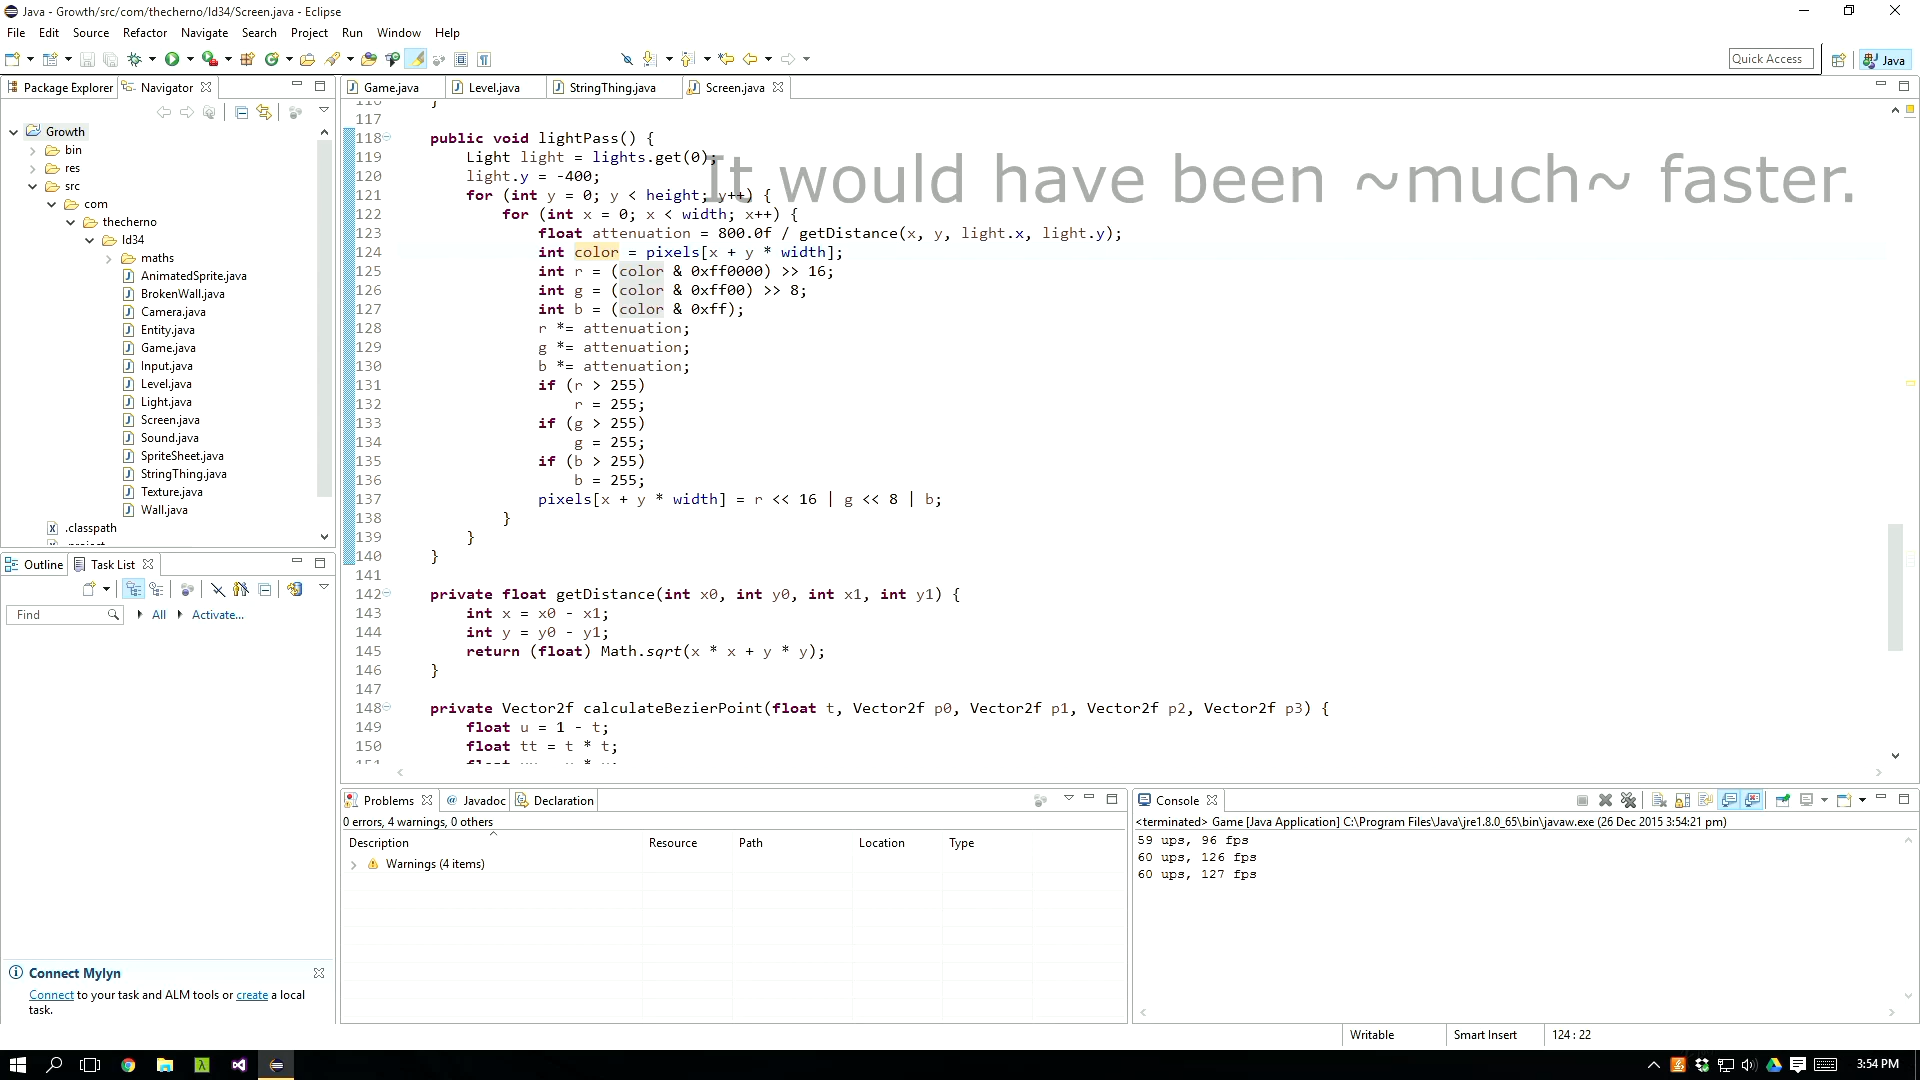 Java - Growth/src/com/thecherno/ld34/Screen.java - Eclipse
File Edit Source Refactor Navigate Search Project Run Window Help
Quick Access
Java
Package Explorer Navigator
Growth
bin
res
src
com
thecherno
ld34
maths
AnimatedSprite.java
BrokenWall.java
Camera.java
Entity.java
Game.java
Input.java
Level.java
Light.java
Screen.java
Sound.java
SpriteSheet.java
StringThing.java
Texture.java
Wall.java
.classpath
Outline Task List
Find All Activate...
Connect Mylyn
Connect to your task and ALM tools or create a local
task.
Game.java Level.java StringThing.java Screen.java
It would have been ~much~ faster.
116 }
117
118 public void lightPass() {
119 Light light = lights.get(0);
120 light.y = -400;
121 for (int y = 0; y < height; y++) {
122 for (int x = 0; x < width; x++) {
123 float attenuation = 800.0f / getDistance(x, y, light.x, light.y);
124 int color = pixels[x + y * width];
125 int r = (color & 0xff0000) >> 16;
126 int g = (color & 0xff00) >> 8;
127 int b = (color & 0xff);
128 r *= attenuation;
129 g *= attenuation;
130 b *= attenuation;
131 if (r > 255)
132 r = 255;
133 if (g > 255)
134 g = 255;
135 if (b > 255)
136 b = 255;
137 pixels[x + y * width] = r << 16 | g << 8 | b;
138 }
139 }
140 }
141
142 private float getDistance(int x0, int y0, int x1, int y1) {
143 int x = x0 - x1;
144 int y = y0 - y1;
145 return (float) Math.sqrt(x * x + y * y);
146 }
147
148 private Vector2f calculateBezierPoint(float t, Vector2f p0, Vector2f p1, Vector2f p2, Vector2f p3) {
149 float u = 1 - t;
150 float tt = t * t;
Problems Javadoc Declaration
0 errors, 4 warnings, 0 others
Description Resource Path Location Type
Warnings (4 items)
Console
<terminated> Game [Java Application] C:\Program Files\Java\jre1.8.0_65\bin\javaw.exe (26 Dec 2015 3:54:21 pm)
59 ups, 96 fps
60 ups, 126 fps
60 ups, 127 fps
Writable Smart Insert 124 : 22
3:54 PM